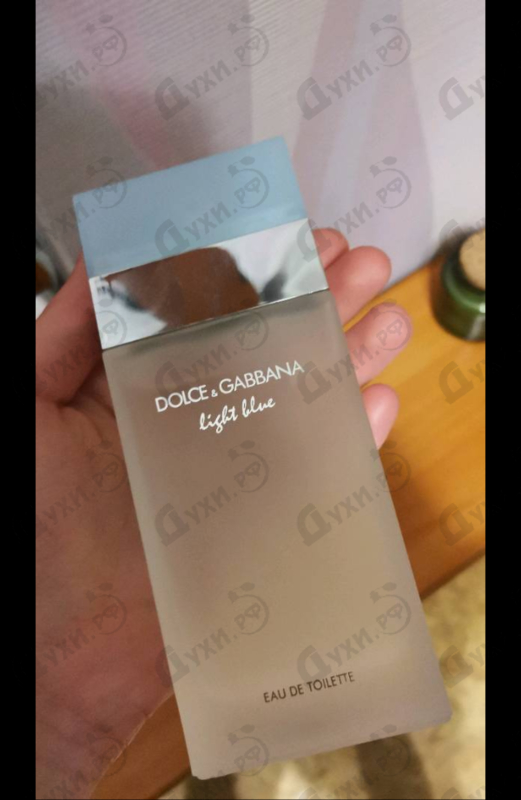 DOLCE & GABBANA
light blue
EAU DE TOILETTE
Духи.рф